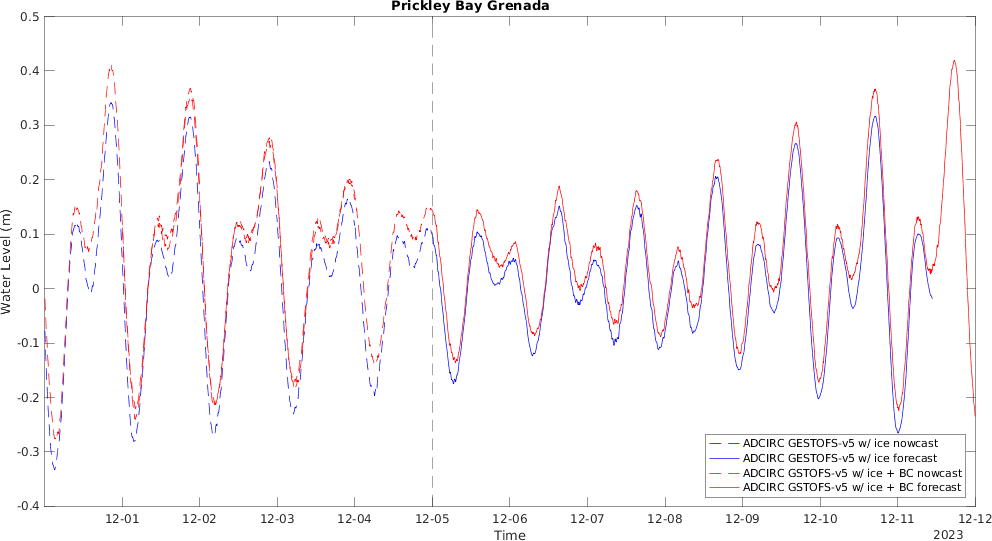 Prickley Bay Grenada
0.5
0.4
0.3
0.2
0.1
0
-0.1
-0.2
-0.3
-0.4
Water Level (m)
ADCIRC GESTOFS-v5 w/ ice nowcast
ADCIRC GESTOFS-v5 w/ ice forecast
ADCIRC GSTOFS-v5 w/ ice + BC nowcast
ADCIRC GSTOFS-v5 w/ ice + BC forecast
12-01 12-02 12-03 12-04 12-05 12-06 12-07 12-08 12-09 12-10 12-11 12-12
Time
2023